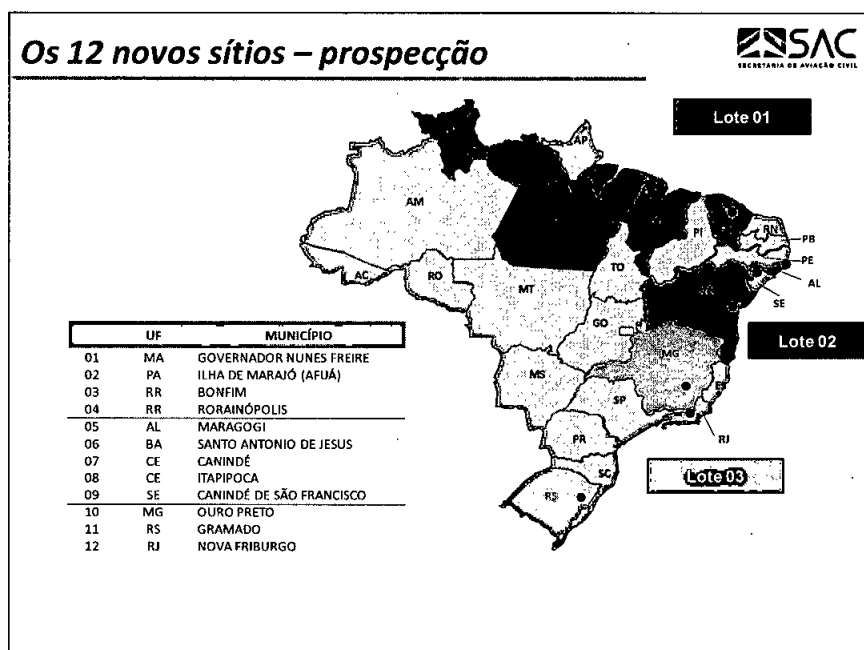 Os 12 novos sítios – prospecção
SAC
SECRETARIA DE AVIAÇÃO CIVIL
Lote 01
AP
AM
PI
RN
PB
PE
AL
SE
AC
RO
TO
MT
GO
Lote 02
MG
MS
ES
SP
RJ
PR
SC
Lote 03
RS
UF MUNICÍPIO
01 MA GOVERNADOR NUNES FREIRE
02 PA ILHA DE MARAJÓ (AFUÁ)
03 RR BONFIM
04 RR RORAINÓPOLIS
05 AL MARAGOGI
06 BA SANTO ANTONIO DE JESUS
07 CE CANINDÉ
08 CE ITAPIPOCA
09 SE CANINDÉ DE SÃO FRANCISCO
10 MG OURO PRETO
11 RS GRAMADO
12 RJ NOVA FRIBURGO